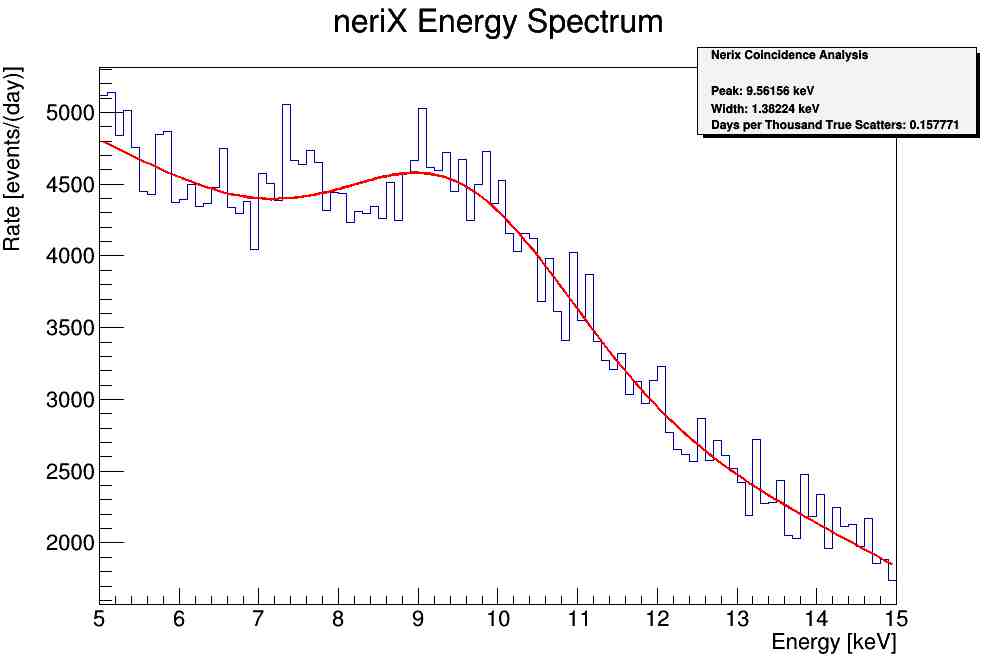 neriX Energy Spectrum
Nerix Coincidence Analysis
Peak: 9.56156 keV
Width: 1.38224 keV
Days per Thousand True Scatters: 0.157771
Rate [events/(day)]
5000
4500
4000
3500
3000
2500
2000
5 6 7 8 9 10 11 12 13 14 15
Energy [keV]